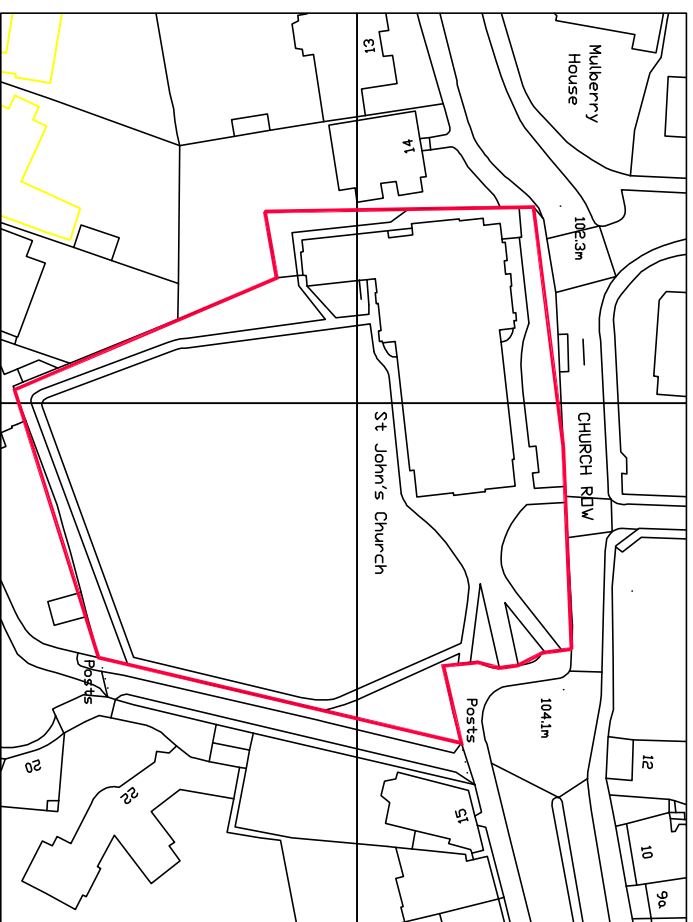 Mulberry
House
13
14
102.3m
CHURCH ROW
St John's Church
Posts
Posts
104.1m
12
10
9a
15
20
22